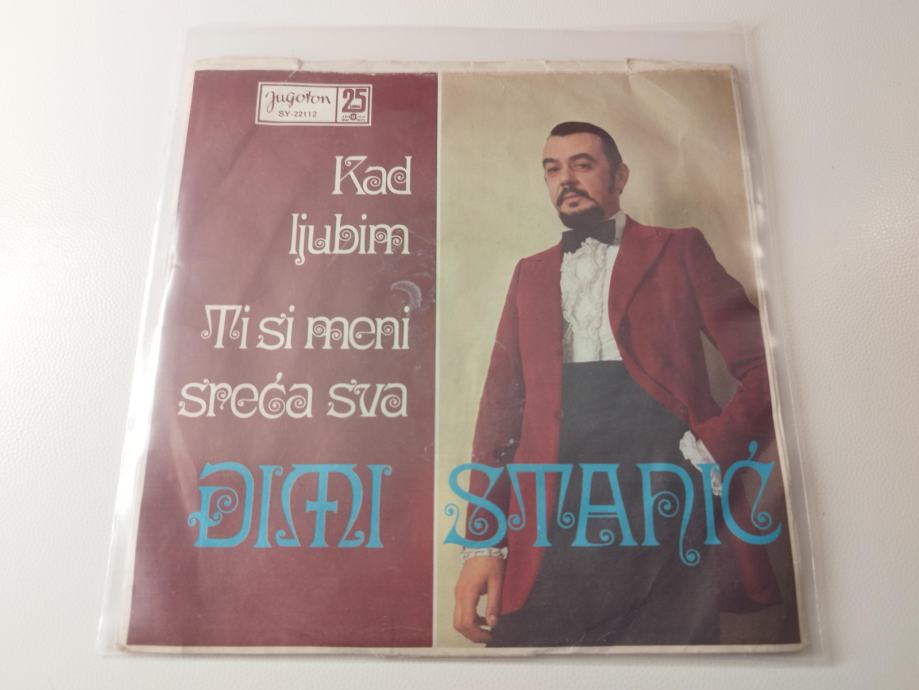 Jugoton
25
SY-22112
Kad
ljubim
Ti si meni
sreća sva
ĐIMI STANIĆ